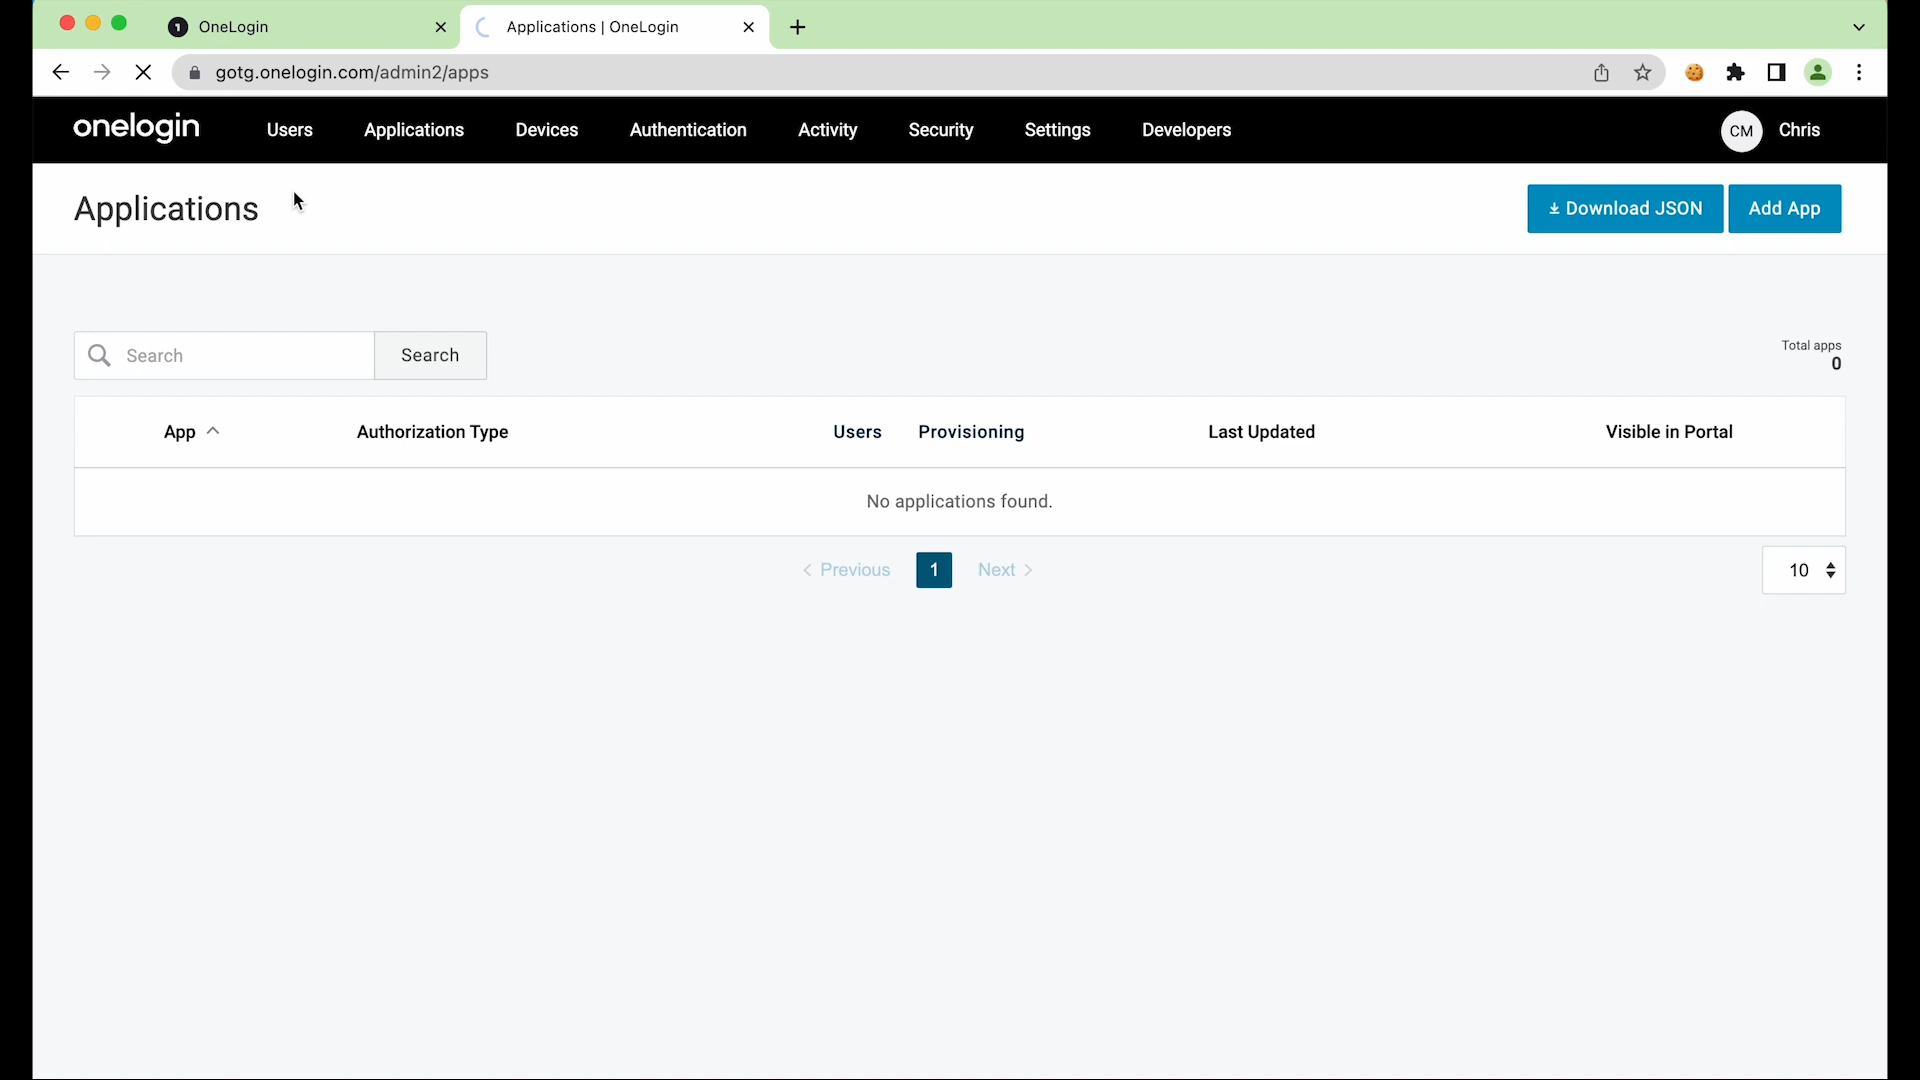 1 OneLogin
Applications | OneLogin
gotg.onelogin.com/admin2/apps
onelogin Users Applications Devices Authentication Activity Security Settings Developers CM Chris
Applications
Download JSON Add App
Search Search
Total apps
0
App Authorization Type Users Provisioning Last Updated Visible in Portal
No applications found.
Previous 1 Next 10